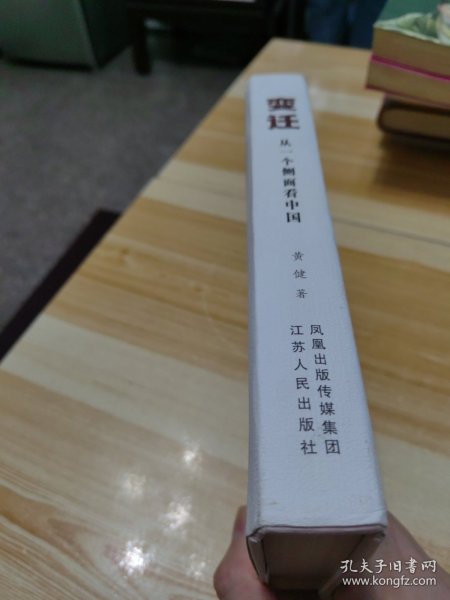 变迁
从一个侧面看中国
黄健 著
凤凰出版传媒集团
江苏人民出版社
孔夫子旧书网
www.kongfz.com